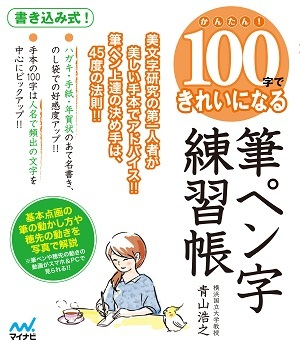 書き込み式！
かんたん！
100字で
きれいになる
筆ペン字
練習帳
横浜国立大学教授
青山浩之
美文字研究の第一人者が
美しい手本でアドバイス！！
筆ペン上達の決め手は、
45度の法則！！
●ハガキ・手紙・年賀状のあて名書き、
のし袋での好感度アップ！！
●手本の100字は人名で頻出の文字を
中心にピックアップ！！
基本点画の
筆の動かし方や
穂先の動きを
写真で解説
※筆ペンや穂先の動きの
動画がスマホ&PCで
見られる！！
マイナビ